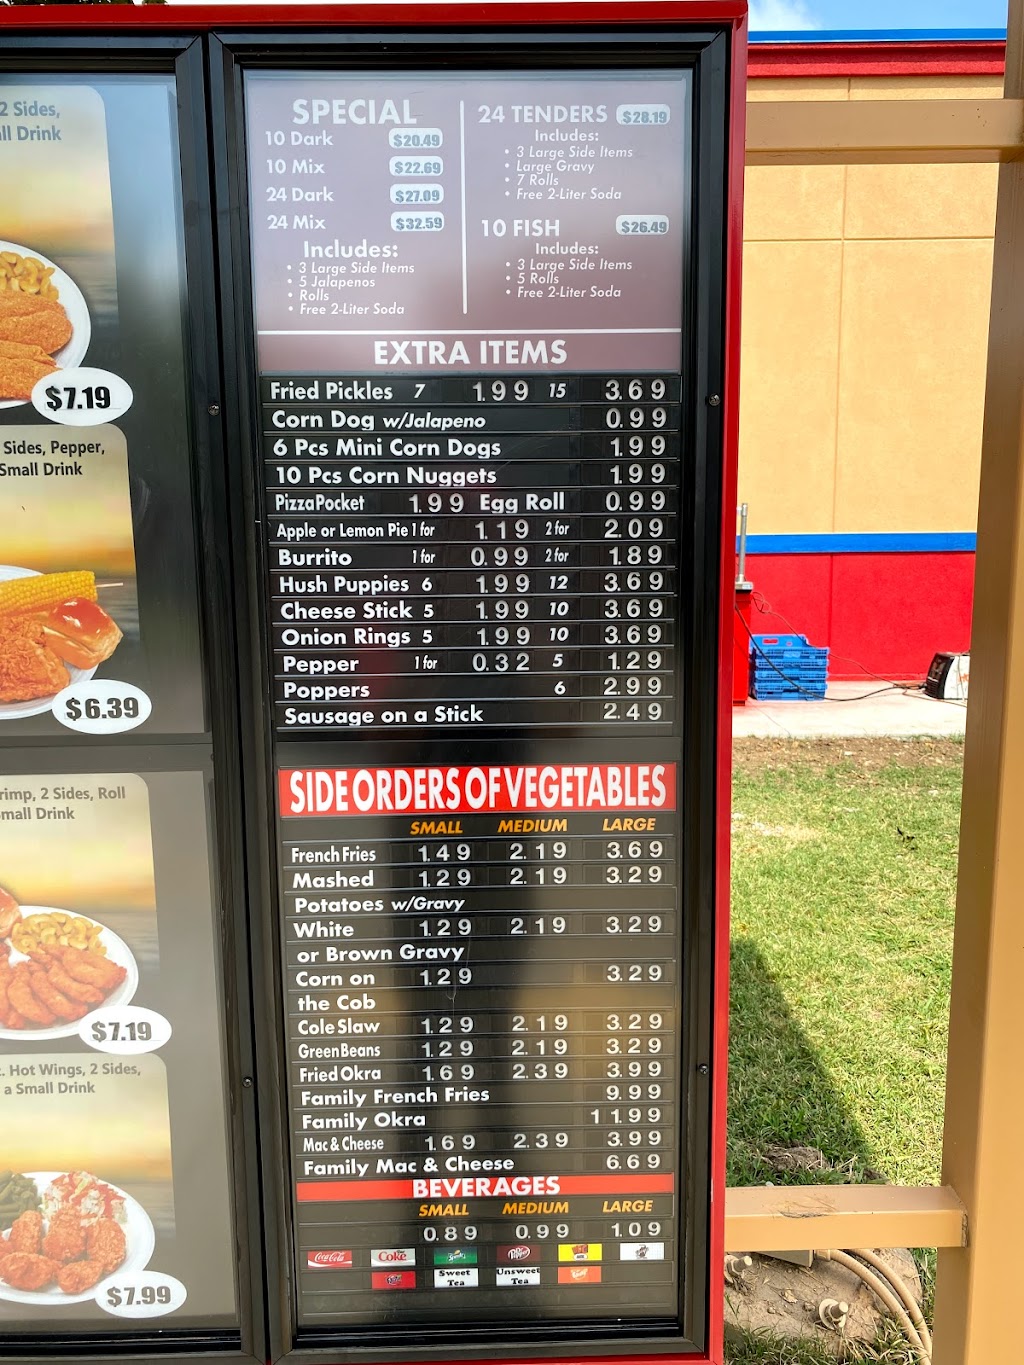 2 Sides,
ll Drink
$7.19
Sides, Pepper,
Small Drink
$6.39
rimp, 2 Sides, Roll
mall Drink
$7.19
. Hot Wings, 2 Sides,
a Small Drink
$7.99
SPECIAL
10 Dark $20.49
10 Mix $22.69
24 Dark $27.09
24 Mix $32.59
Includes:
• 3 Large Side Items
• 5 Jalapenos
• Rolls
• Free 2-Liter Soda
24 TENDERS $28.19
Includes:
• 3 Large Side Items
• Large Gravy
• 7 Rolls
• Free 2-Liter Soda
10 FISH $26.49
Includes:
• 3 Large Side Items
• 5 Rolls
• Free 2-Liter Soda
EXTRA ITEMS
Fried Pickles 7 1.99 15 3.69
Corn Dog w/Jalapeno 0.99
6 Pcs Mini Corn Dogs 1.99
10 Pcs Corn Nuggets 1.99
Pizza Pocket 1.99 Egg Roll 0.99
Apple or Lemon Pie 1 for 1.19 2 for 2.09
Burrito 1 for 0.99 2 for 1.89
Hush Puppies 6 1.99 12 3.69
Cheese Stick 5 1.99 10 3.69
Onion Rings 5 1.99 10 3.69
Pepper 1 for 0.32 5 1.29
Poppers 6 2.99
Sausage on a Stick 2.49
SIDE ORDERS OF VEGETABLES
SMALL MEDIUM LARGE
French Fries 1.49 2.19 3.69
Mashed 1.29 2.19 3.29
Potatoes w/Gravy
White 1.29 2.19 3.29
or Brown Gravy
Corn on 1.29 3.29
the Cob
Cole Slaw 1.29 2.19 3.29
Green Beans 1.29 2.19 3.29
Fried Okra 1.69 2.39 3.99
Family French Fries 9.99
Family Okra 11.99
Mac & Cheese 1.69 2.39 3.99
Family Mac & Cheese 6.69
BEVERAGES
SMALL MEDIUM LARGE
0.89 0.99 1.09
Coca-Cola Coke Sprite Dr Pepper
Sweet Unsweet
Tea Tea